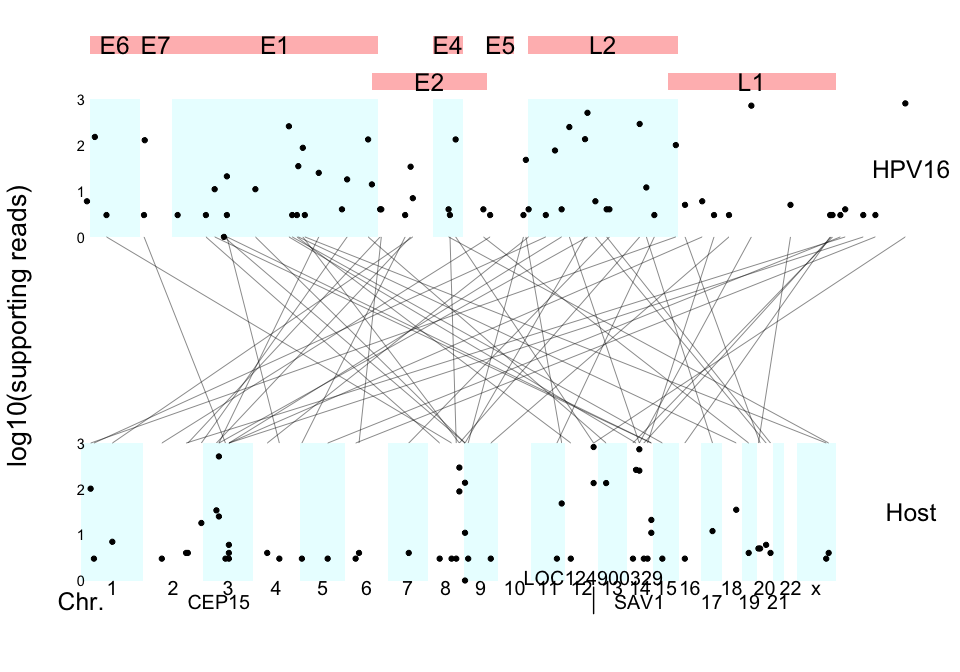 E6 E7 E1 E4 E5 L2
E2 L1
3
2
1
0
HPV16
log10(supporting reads)
3
2
1
0
Host
LOC124900329
1 2 3 4 5 6 7 8 9 10 11 12 13 14 15 16 18 20 22 x
Chr. CEP15 SAV1 17 19 21